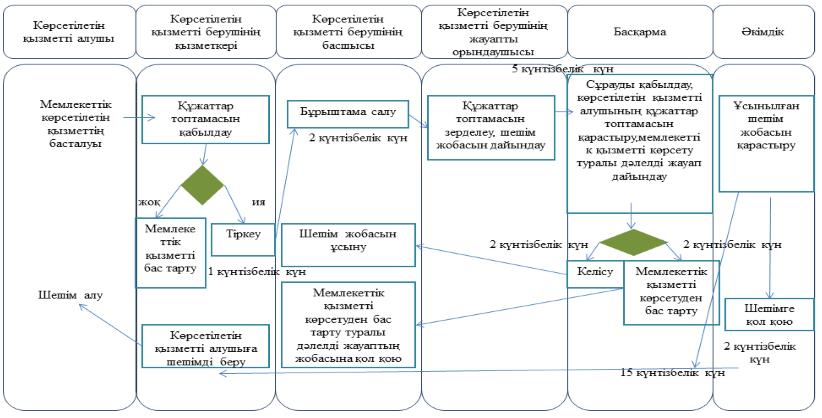 Көрсетілетін
қызметті алушы
Көрсетілетін
қызметті берушінің
қызметкері
Көрсетілетін
қызметті берушінің
басшысы
Көрсетілетін
қызметті берушінің
жауапты
орындаушысы
Басқарма
Әкімдік
Мемлекеттік
көрсетілетін
қызметтің
басталуы
Құжаттар
топтамасын
қабылдау
жоқ
ия
Мемлеке
ттік
қызметті
бас тарту
Тіркеу
1 күнтізбелік күн
Бұрыштама салу
2 күнтізбелік күн
Құжаттар
топтамасын
зерделеу, шешім
жобасын дайындау
5 күнтізбелік күн
Сұрауды қабылдау,
көрсетілетін қызметті
алушының құжаттар
топтамасын
қарастыру,мемлекетті
к қызметті көрсету
туралы дәлелді жауап
дайындау
Ұсынылған
шешім
жобасын
қарастыру
2 күнтізбелік күн
2 күнтізбелік күн
Келісу
Мемлекеттік
қызметті
көрсетуден
бас тарту
Шешім жобасын
ұсыну
Мемлекеттік
қызметті
көрсетуден бас
тарту туралы
дәлелді жауаптың
жобасына қол қою
Шешімге
қол қою
2 күнтізбелік
күн
15 күнтізбелік күн
Көрсетілетін
қызметті алушыға
шешімді беру
Шешім алу